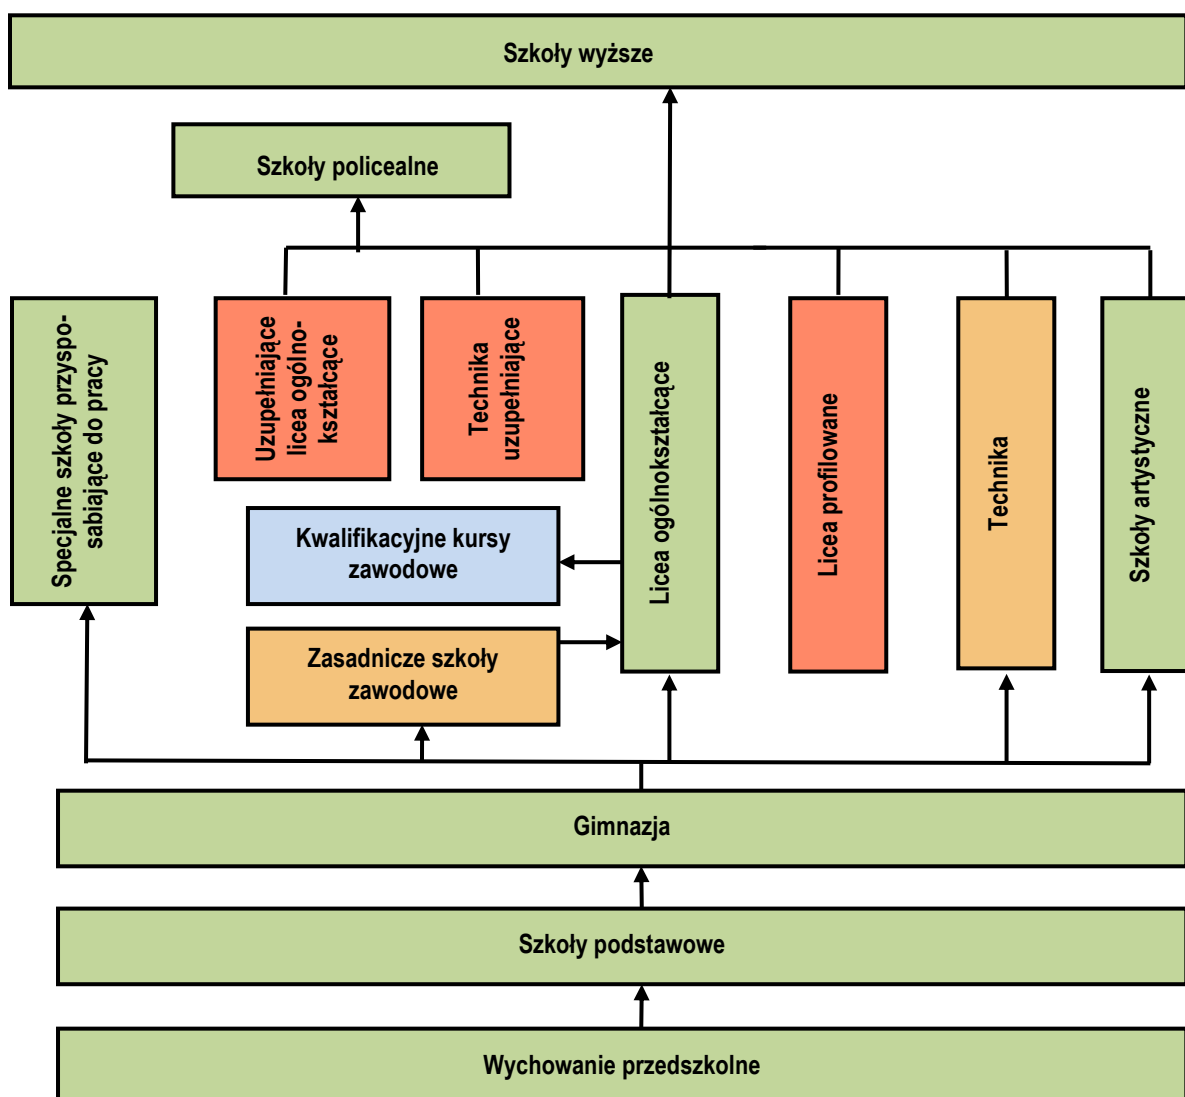 Szkoły wyższe
Szkoły policealne
Specjalne szkoły przyspo-
sabiające do pracy
Uzupełniające
licea ogólno-
kształcące
Technika
uzupełniające
Licea ogólnokształcące
Licea profilowane
Technika
Szkoły artystyczne
Kwalifikacyjne kursy
zawodowe
Zasadnicze szkoły
zawodowe
Gimnazja
Szkoły podstawowe
Wychowanie przedszkolne